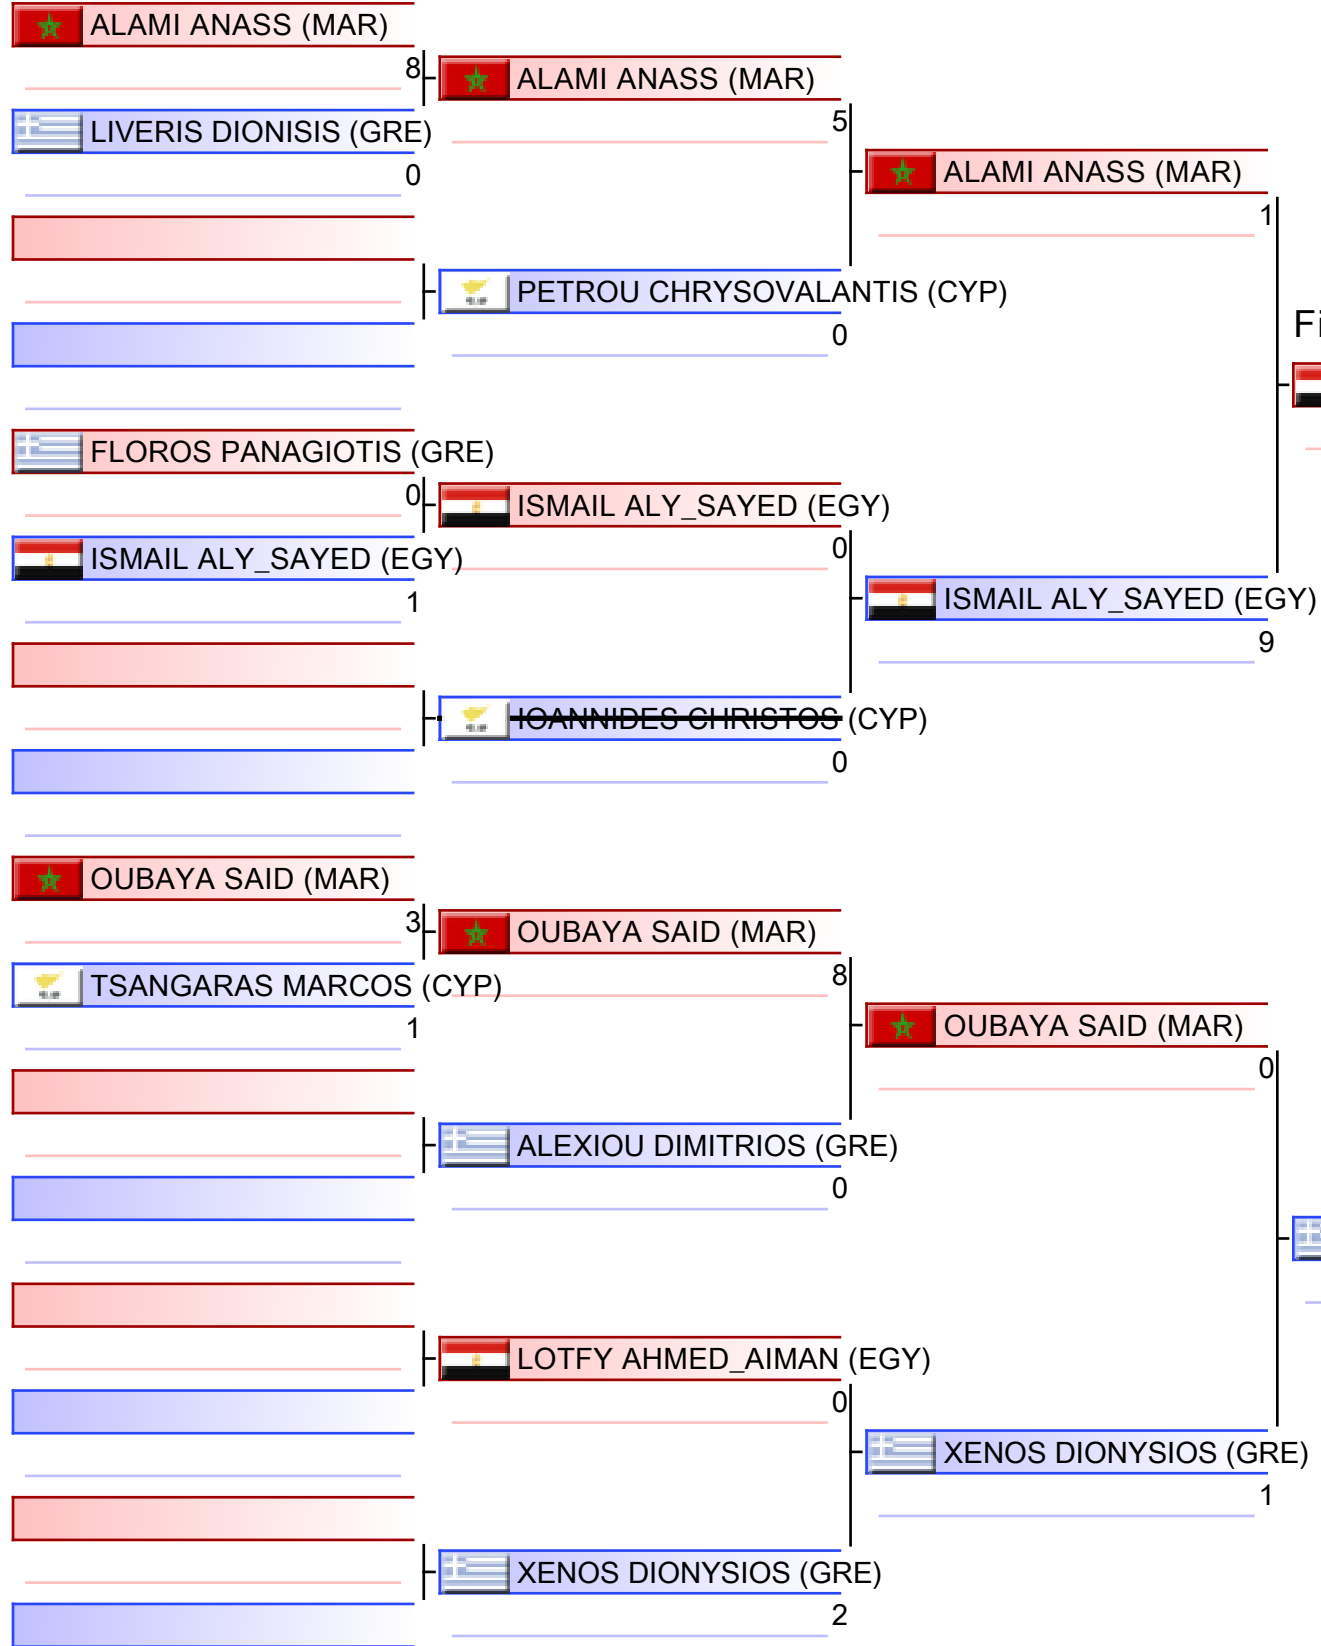 ALAMI ANASS (MAR)
8
LIVERIS DIONISIS (GRE)
0
FLOROS PANAGIOTIS (GRE)
0
ISMAIL ALY_SAYED (EGY)
1
OUBAYA SAID (MAR)
3
TSANGARAS MARCOS (CYP)
1
ALAMI ANASS (MAR)
5
PETROU CHRYSOVALANTIS (CYP)
0
ISMAIL ALY_SAYED (EGY)
0
IOANNIDES CHRISTOS (CYP)
0
OUBAYA SAID (MAR)
8
ALEXIOU DIMITRIOS (GRE)
0
LOTFY AHMED_AIMAN (EGY)
0
XENOS DIONYSIOS (GRE)
2
ALAMI ANASS (MAR)
1
ISMAIL ALY_SAYED (EGY)
9
OUBAYA SAID (MAR)
0
XENOS DIONYSIOS (GRE)
1
Fi